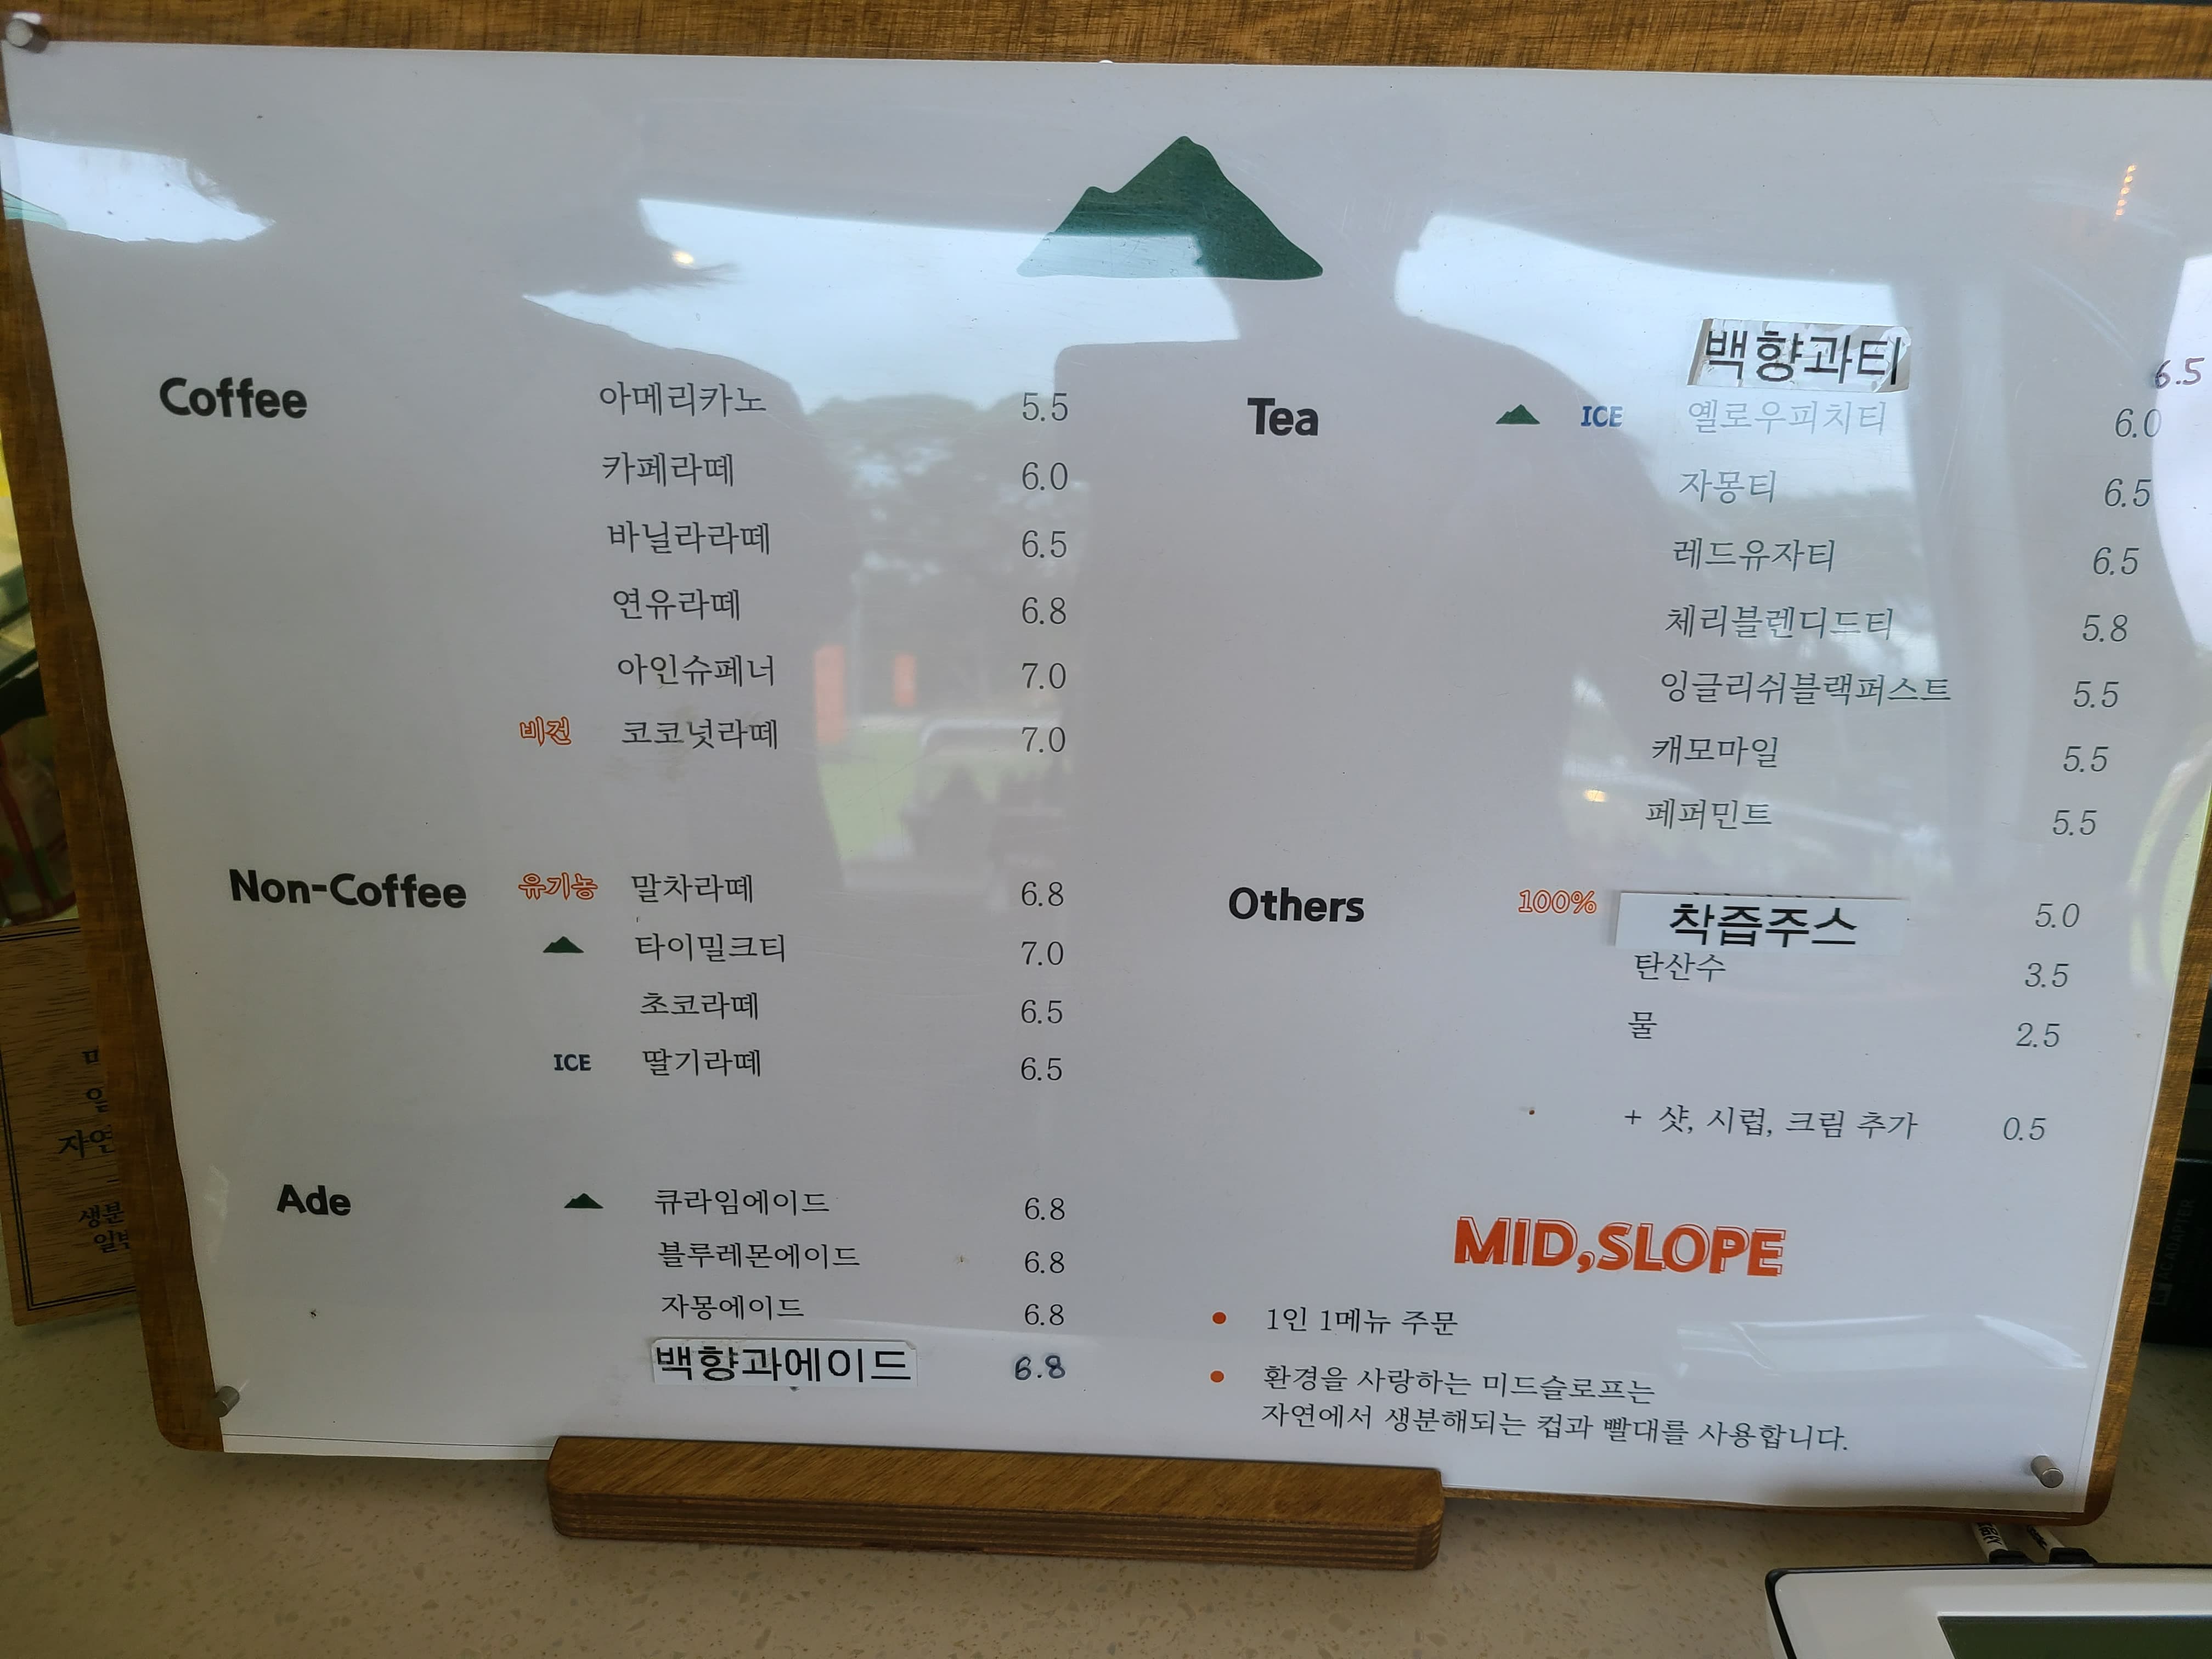 Coffee
아메리카노 5.5
카페라떼 6.0
바닐라라떼 6.5
연유라떼 6.8
아인슈페너 7.0
비건 코코넛라떼 7.0
Non-Coffee 유기농 말차라떼 6.8
타이밀크티 7.0
초코라떼 6.5
ICE 딸기라떼 6.5
Ade
큐라임에이드 6.8
블루레몬에이드 6.8
자몽에이드 6.8
백향과에이드 6.8
백향과티 6.5
Tea ICE 옐로우피치티 6.0
자몽티 6.5
레드유자티 6.5
체리블렌디드티 5.8
잉글리쉬블랙퍼스트 5.5
캐모마일 5.5
페퍼민트 5.5
Others 100% 착즙주스 5.0
탄산수 3.5
물 2.5
+ 샷, 시럽, 크림 추가 0.5
MID,SLOPE
● 1인 1메뉴 주문
● 환경을 사랑하는 미드슬로프는
자연에서 생분해되는 컵과 빨대를 사용합니다.
자연
생분